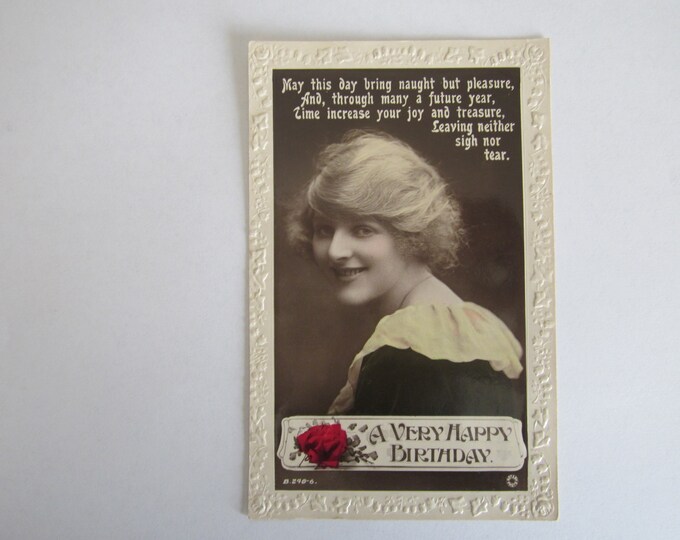 May this day bring naught but pleasure,
And, through many a future year,
Time increase your joy and treasure,
Leaving neither
sigh nor
tear.
A VERY HAPPY
BIRTHDAY.
B.298-6.